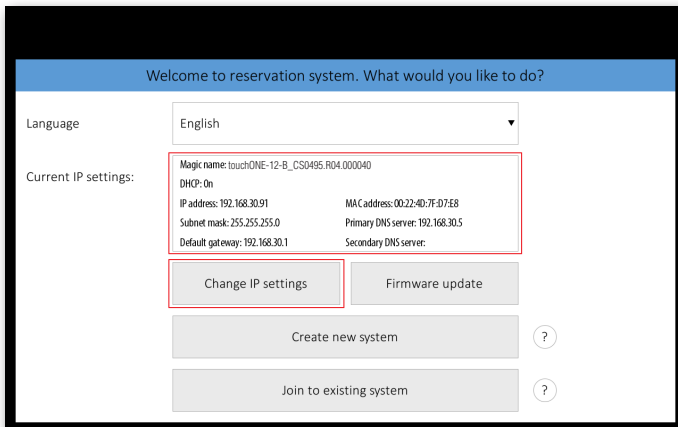 Welcome to reservation system. What would you like to do?
Language
English
Current IP settings:
Magic name: touchONE-12-B_CS0495.R04.000040
DHCP: On
IP address: 192.168.30.91 MAC address: 00:22:4D:7F:D7:E8
Subnet mask: 255.255.255.0 Primary DNS server: 192.168.30.5
Default gateway: 192.168.30.1 Secondary DNS server:
Change IP settings Firmware update
Create new system ?
Join to existing system ?